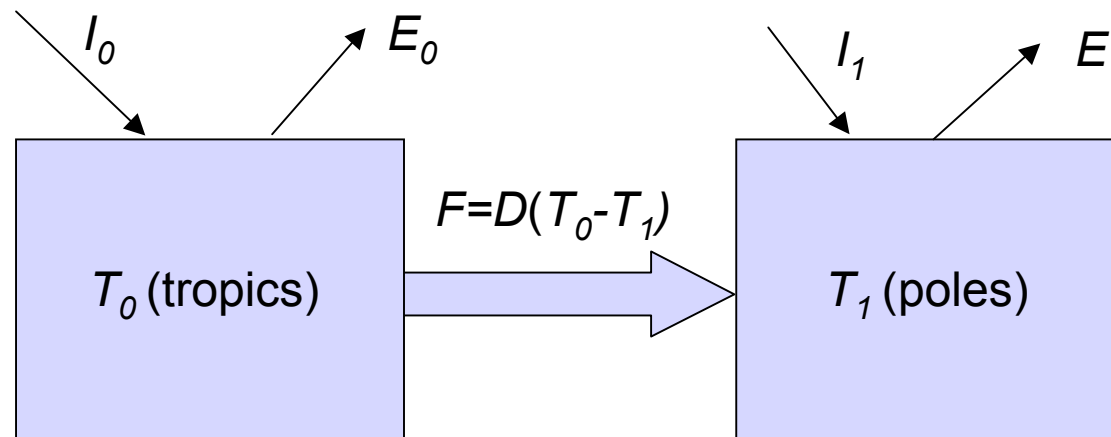 I₀ E₀ I₁ E
F=D(T₀-T₁)
T₀ (tropics) T₁ (poles)